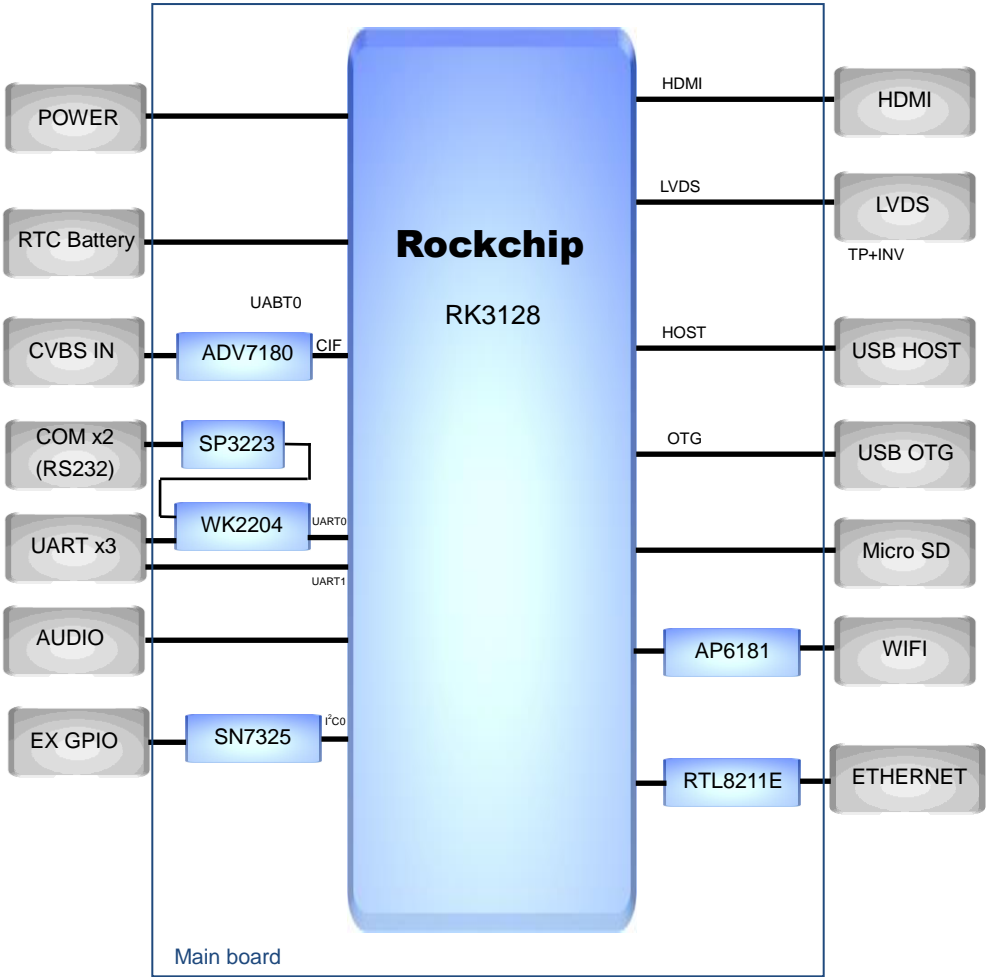 POWER
RTC Battery
UABT0
CVBS IN
ADV7180
CIF
COM x2
(RS232)
SP3223
WK2204
UART0
UART x3
UART1
AUDIO
EX GPIO
SN7325
I²C0
Rockchip
RK3128
HDMI
HDMI
LVDS
LVDS
TP+INV
HOST
USB HOST
OTG
USB OTG
Micro SD
AP6181
WIFI
RTL8211E
ETHERNET
Main board